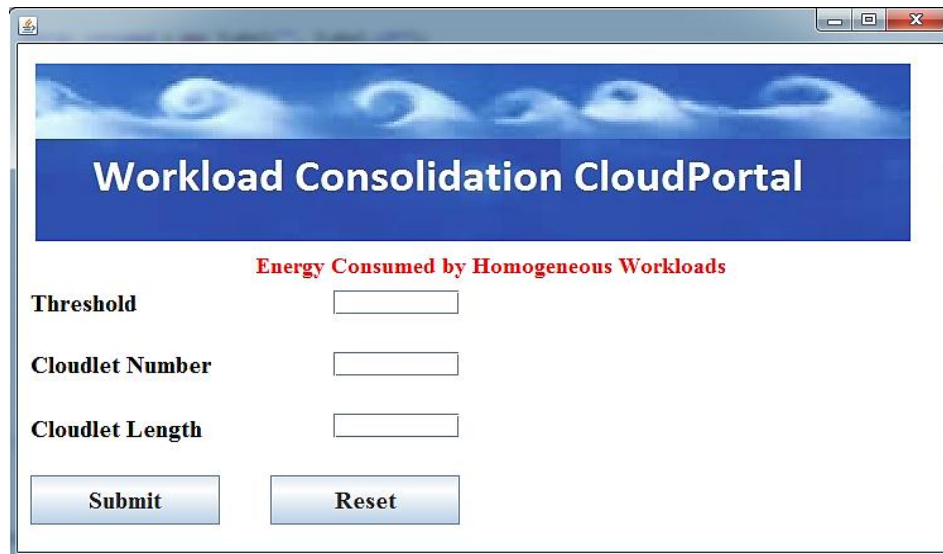 Workload Consolidation CloudPortal
Energy Consumed by Homogeneous Workloads
Threshold
Cloudlet Number
Cloudlet Length
Submit Reset